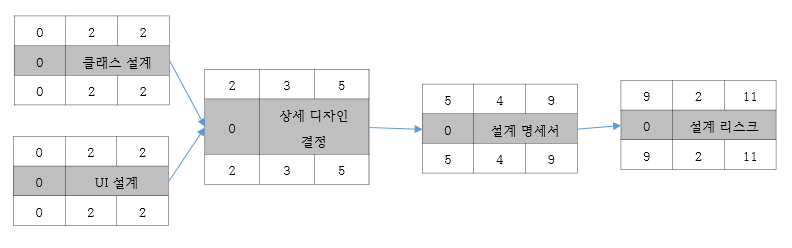 0 2 2
0 클래스 설계
0 2 2
0 2 2
0 UI 설계
0 2 2
2 3 5
0 상세 디자인
결정
2 3 5
5 4 9
0 설계 명세서
5 4 9
9 2 11
0 설계 리스크
9 2 11